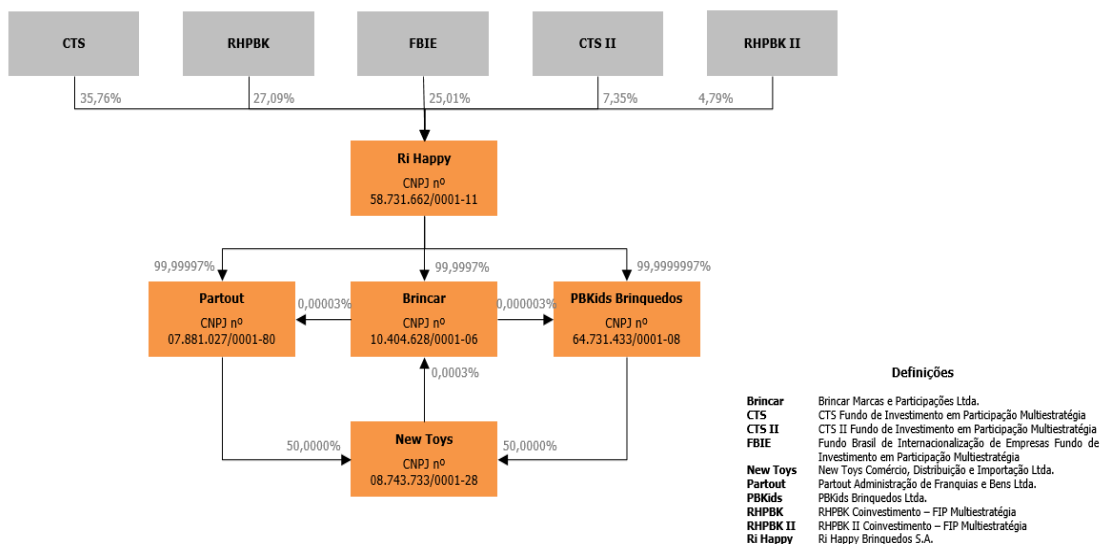 CTS
RHPBK
FBIE
CTS II
RHPBK II
35,76%
27,09%
25,01%
7,35%
4,79%
Ri Happy
CNPJ nº
58.731.662/0001-11
99,99997%
99,9997%
99,9999997%
Partout
CNPJ nº
07.881.027/0001-80
0,00003%
Brincar
CNPJ nº
10.404.628/0001-06
0,000003%
PBKids Brinquedos
CNPJ nº
64.731.433/0001-08
0,0003%
50,0000%
New Toys
CNPJ nº
08.743.733/0001-28
50,0000%
Definições
Brincar Brincar Marcas e Participações Ltda.
CTS CTS Fundo de Investimento em Participação Multiestratégia
CTS II CTS II Fundo de Investimento em Participação Multiestratégia
FBIE Fundo Brasil de Internacionalização de Empresas Fundo de
Investimento em Participação Multiestratégia
New Toys New Toys Comércio, Distribuição e Importação Ltda.
Partout Partout Administração de Franquias e Bens Ltda.
PBKids PBKids Brinquedos Ltda.
RHPBK RHPBK Coinvestimento – FIP Multiestratégia
RHPBK II RHPBK II Coinvestimento – FIP Multiestratégia
Ri Happy Ri Happy Brinquedos S.A.